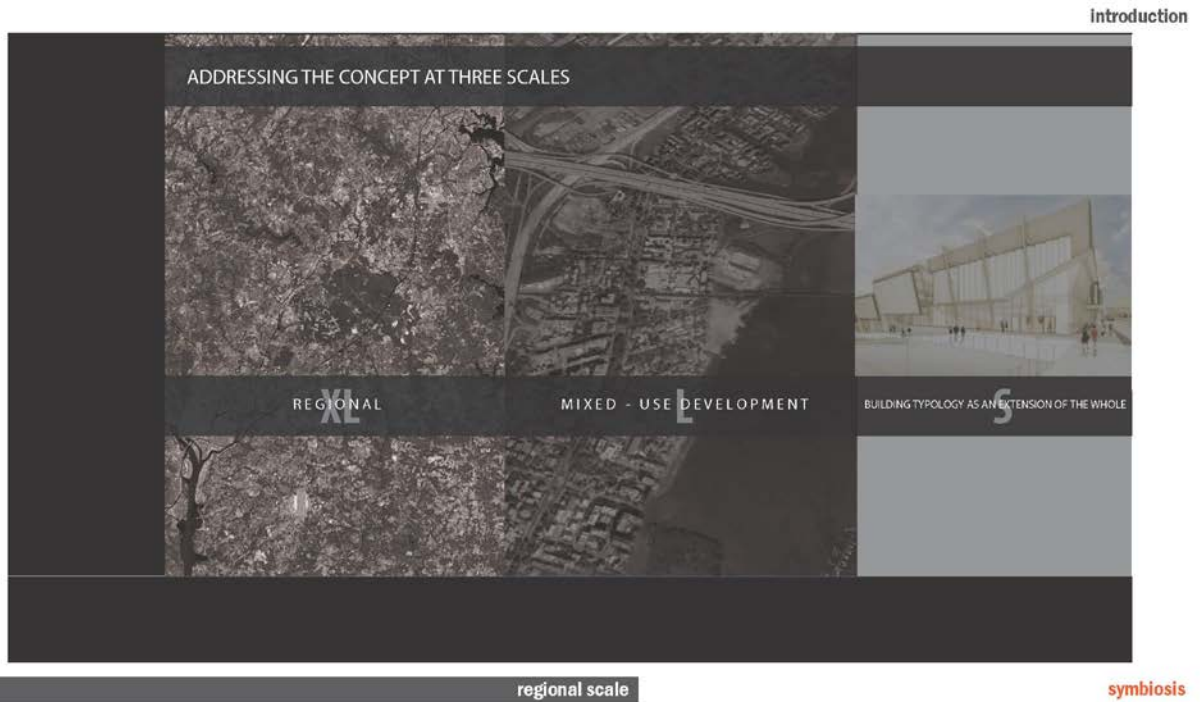 introduction
ADDRESSING THE CONCEPT AT THREE SCALES
XL
REGIONAL
L
MIXED - USE DEVELOPMENT
S
BUILDING TYPOLOGY AS AN EXTENSION OF THE WHOLE
regional scale
symbiosis